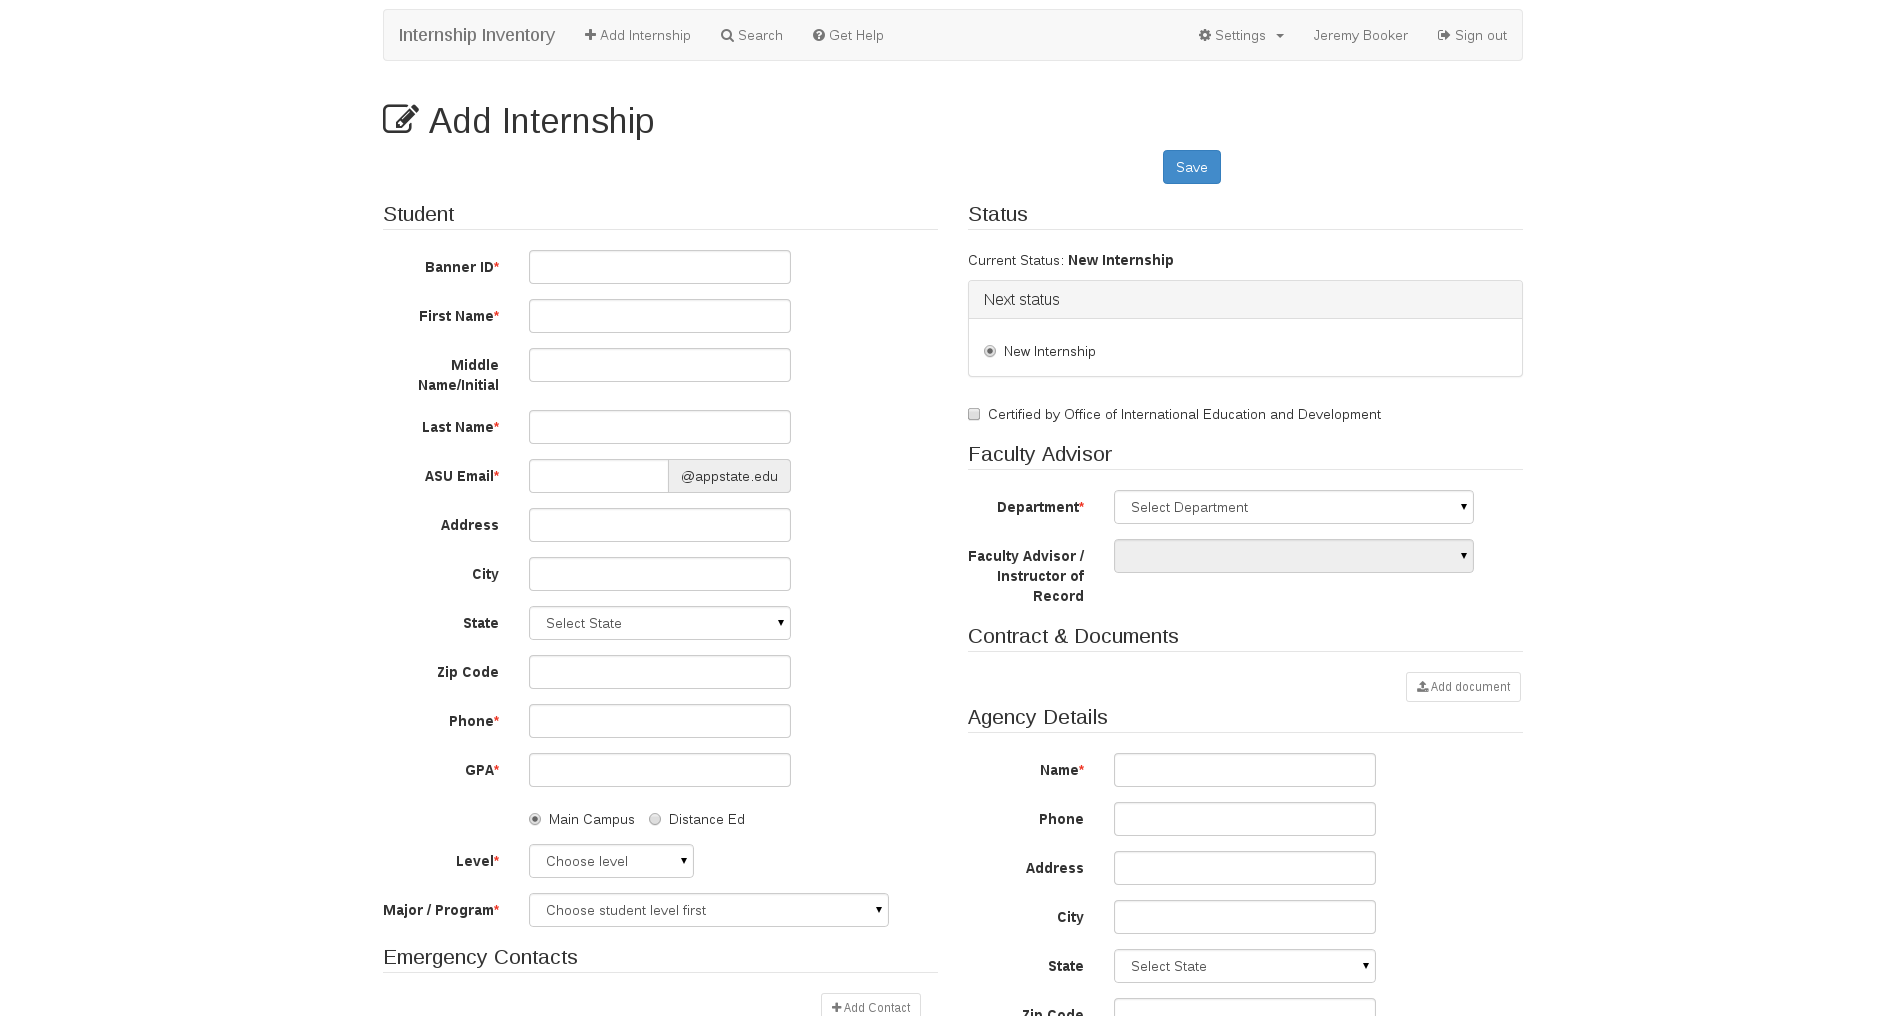 Internship Inventory
Add Internship
Search
Get Help
Settings
Jeremy Booker
Sign out
Add Internship
Save
Student
Banner ID*
First Name*
Middle
Name/Initial
Last Name*
ASU Email*
@appstate.edu
Address
City
State
Select State
Zip Code
Phone*
GPA*
Main Campus
Distance Ed
Level*
Choose level
Major / Program*
Choose student level first
Emergency Contacts
Add Contact
Status
Current Status: New Internship
Next status
New Internship
Certified by Office of International Education and Development
Faculty Advisor
Department*
Select Department
Faculty Advisor /
Instructor of
Record
Contract & Documents
Add document
Agency Details
Name*
Phone
Address
City
State
Select State
Zip Code